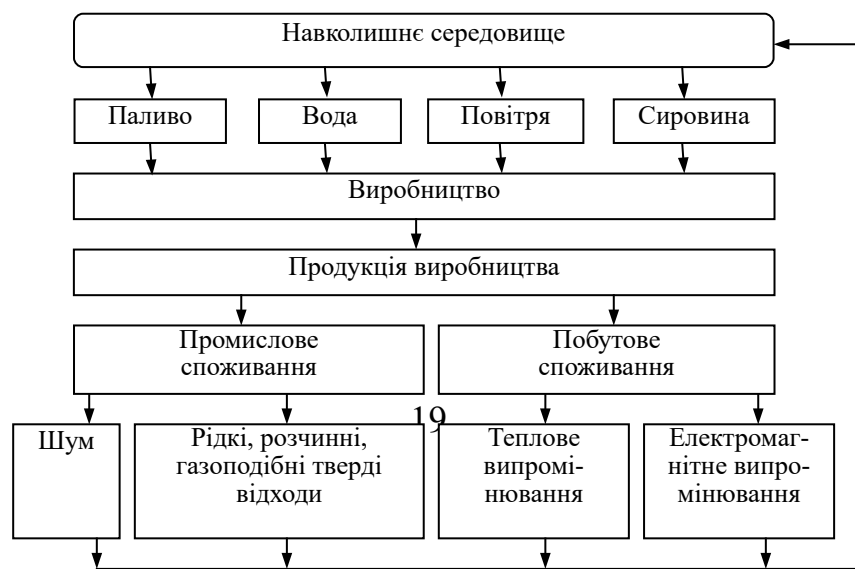 Навколишнє середовище
Паливо
Вода
Повітря
Сировина
Виробництво
Продукція виробництва
Промислове
споживання
Побутове
споживання
19
Шум
Рідкі, розчинні,
газоподібні тверді
відходи
Теплове
випромі-
нювання
Електромаг-
нітне випро-
мінювання